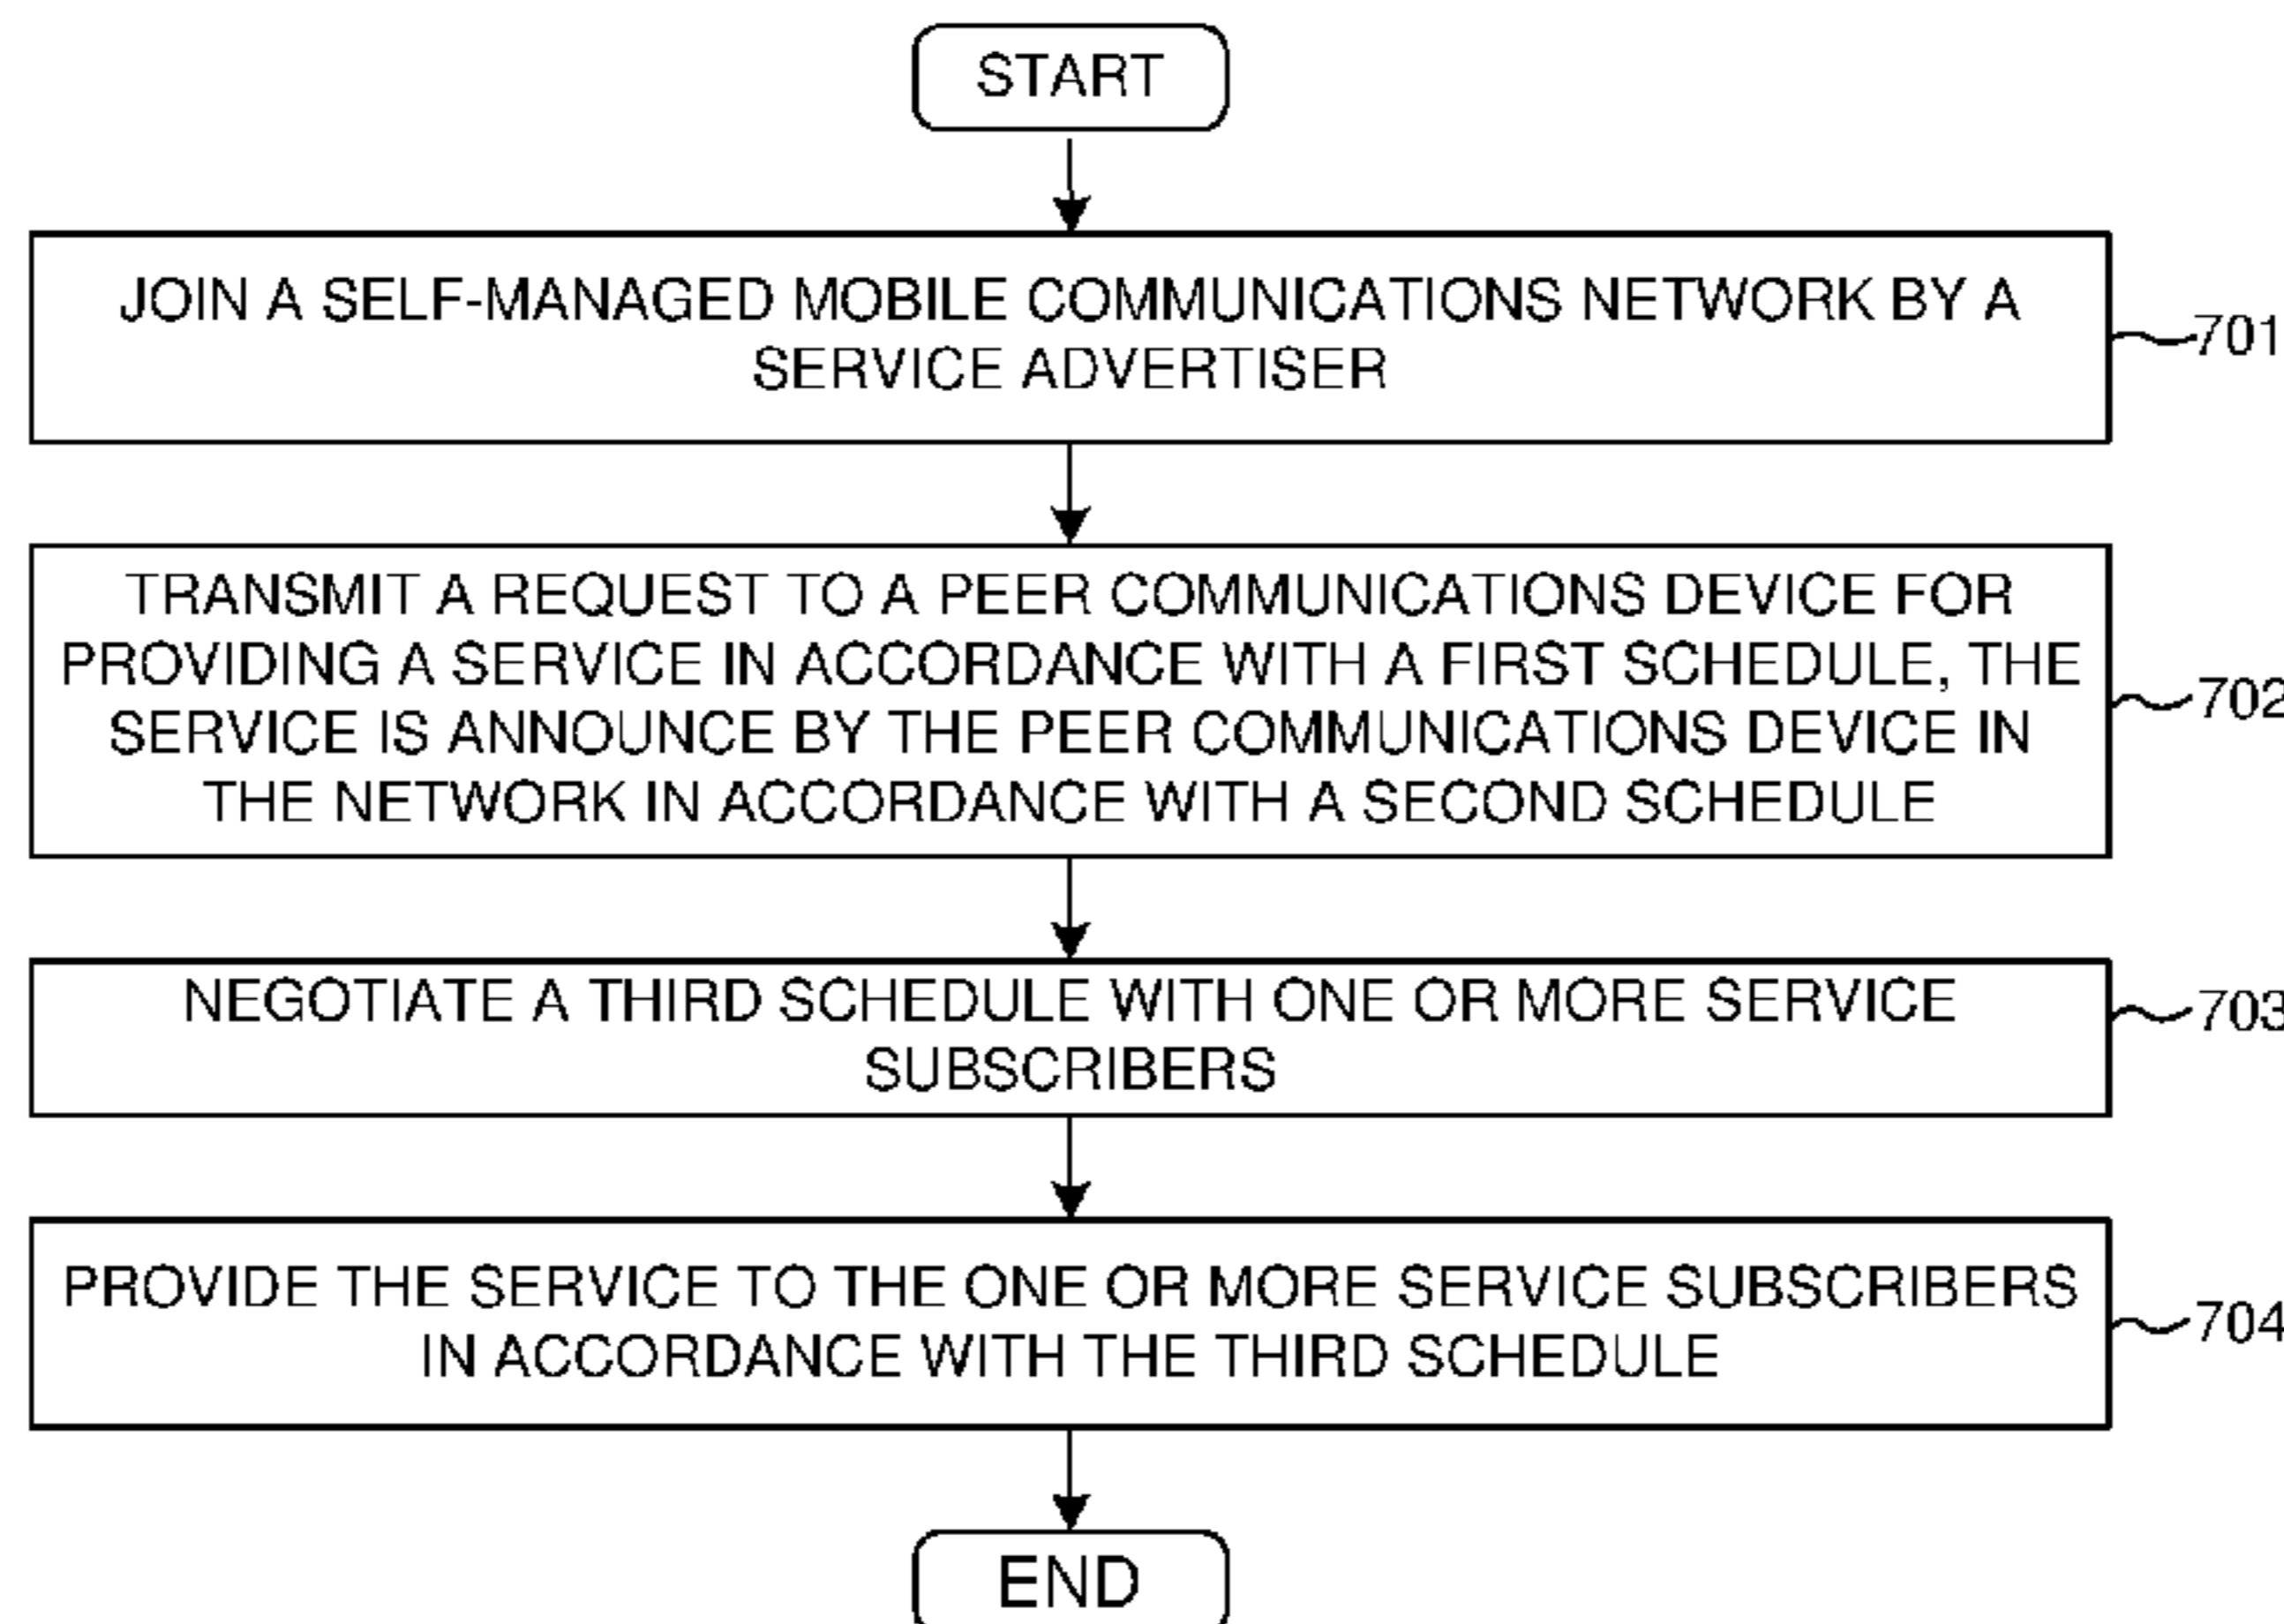 START
JOIN A SELF-MANAGED MOBILE COMMUNICATIONS NETWORK BY A
SERVICE ADVERTISER
701
TRANSMIT A REQUEST TO A PEER COMMUNICATIONS DEVICE FOR
PROVIDING A SERVICE IN ACCORDANCE WITH A FIRST SCHEDULE, THE
SERVICE IS ANNOUNCE BY THE PEER COMMUNICATIONS DEVICE IN
THE NETWORK IN ACCORDANCE WITH A SECOND SCHEDULE
702
NEGOTIATE A THIRD SCHEDULE WITH ONE OR MORE SERVICE
SUBSCRIBERS
703
PROVIDE THE SERVICE TO THE ONE OR MORE SERVICE SUBSCRIBERS
IN ACCORDANCE WITH THE THIRD SCHEDULE
704
END